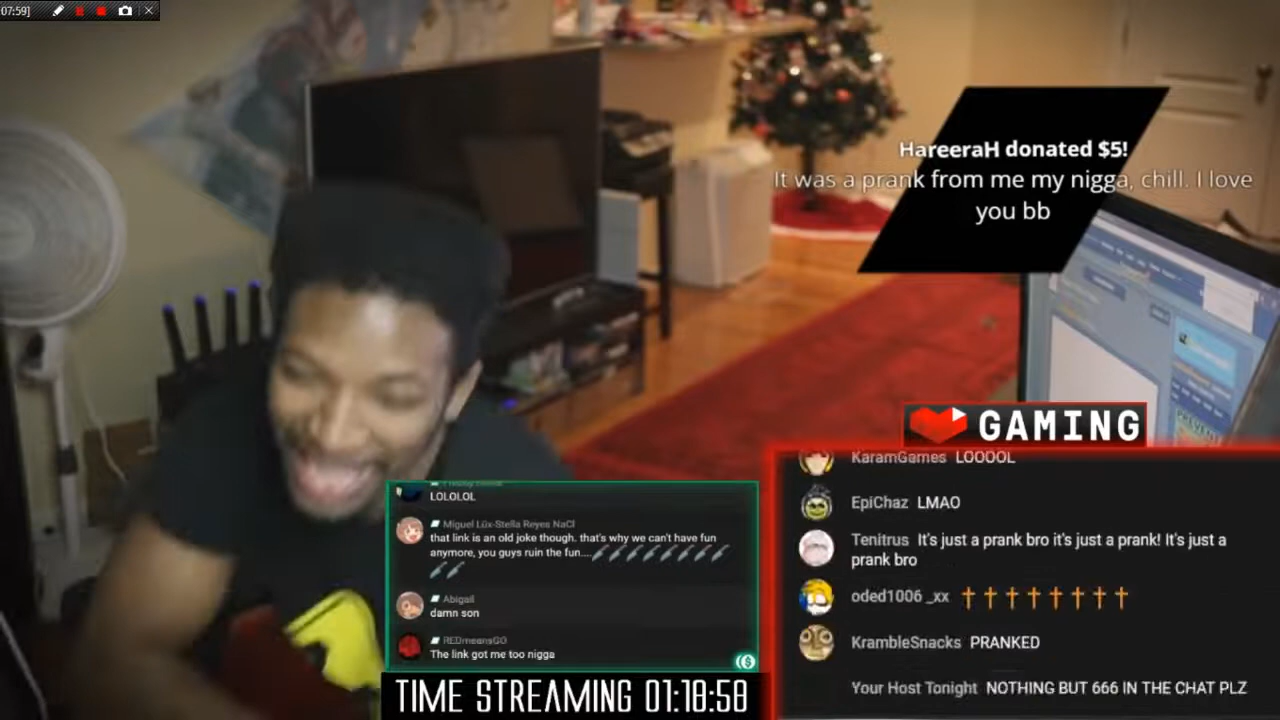 07:59]
HareeraH donated $5!
It was a prank from me my nigga, chill. I love
you bb
GAMING
KaramGames LOOOOL
EpiChaz LMAO
Tenitrus It's just a prank bro it's just a prank! It's just a
prank bro
oded1006 _xx
KrambleSnacks PRANKED
Your Host Tonight NOTHING BUT 666 IN THE CHAT PLZ
LOLOLOL
Miguel Lüx-Stella Reyes NaCl
that link is an old joke though. that's why we can't have fun
anymore, you guys ruin the fun....
Abigail
damn son
REDmeansGO
The link got me too nigga
TIME STREAMING 01:18:58